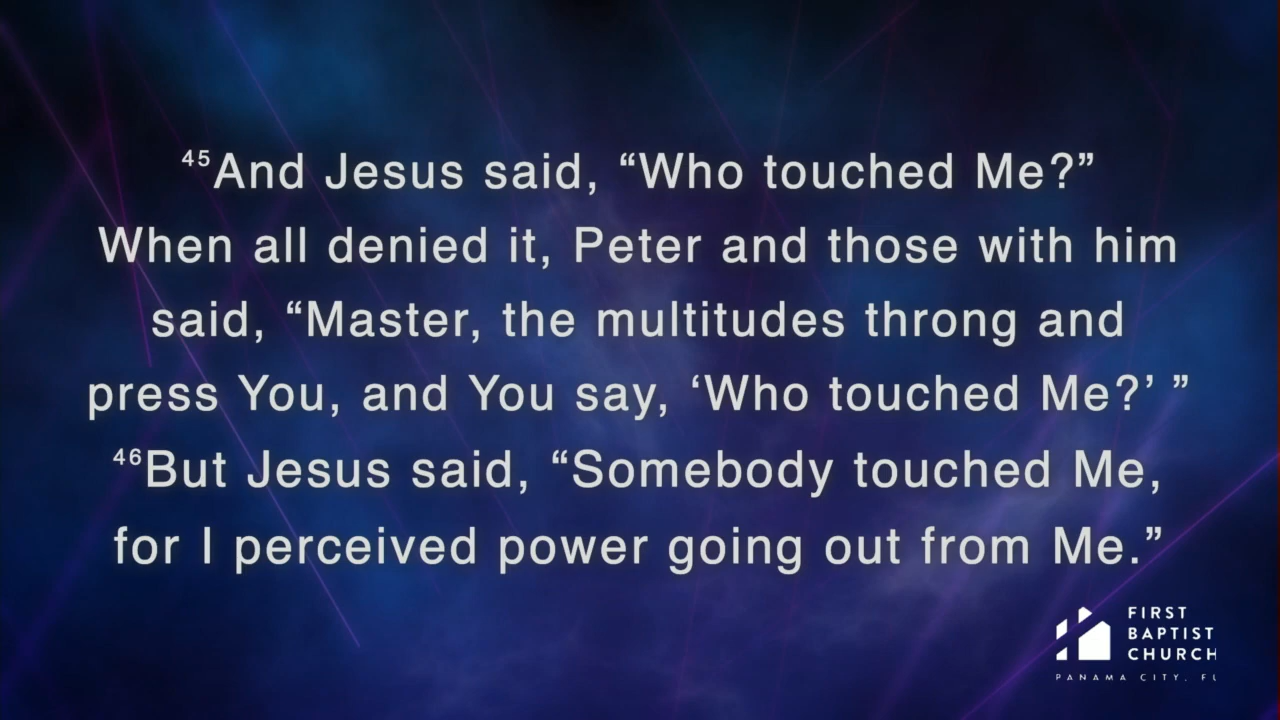 ⁴⁵And Jesus said, “Who touched Me?”
When all denied it, Peter and those with him
said, “Master, the multitudes throng and
press You, and You say, ‘Who touched Me?’ ”
⁴⁶But Jesus said, “Somebody touched Me,
for I perceived power going out from Me.”
FIRST
BAPTIST
CHURCH
PANAMA CITY, FL